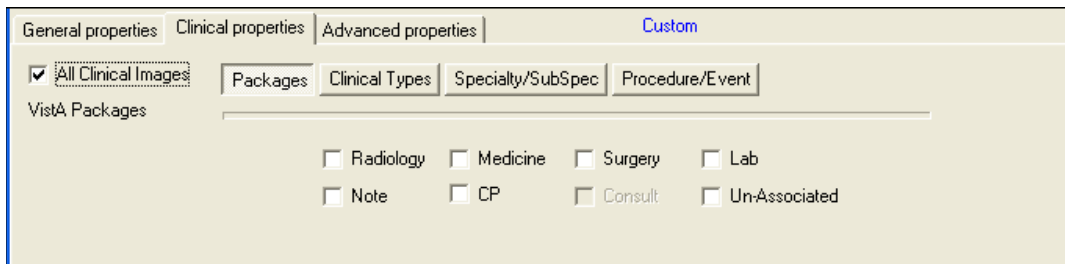 General properties Clinical properties Advanced properties Custom
All Clinical Images Packages Clinical Types Specialty/SubSpec Procedure/Event
VistA Packages
Radiology Medicine Surgery Lab
Note CP Consult Un-Associated